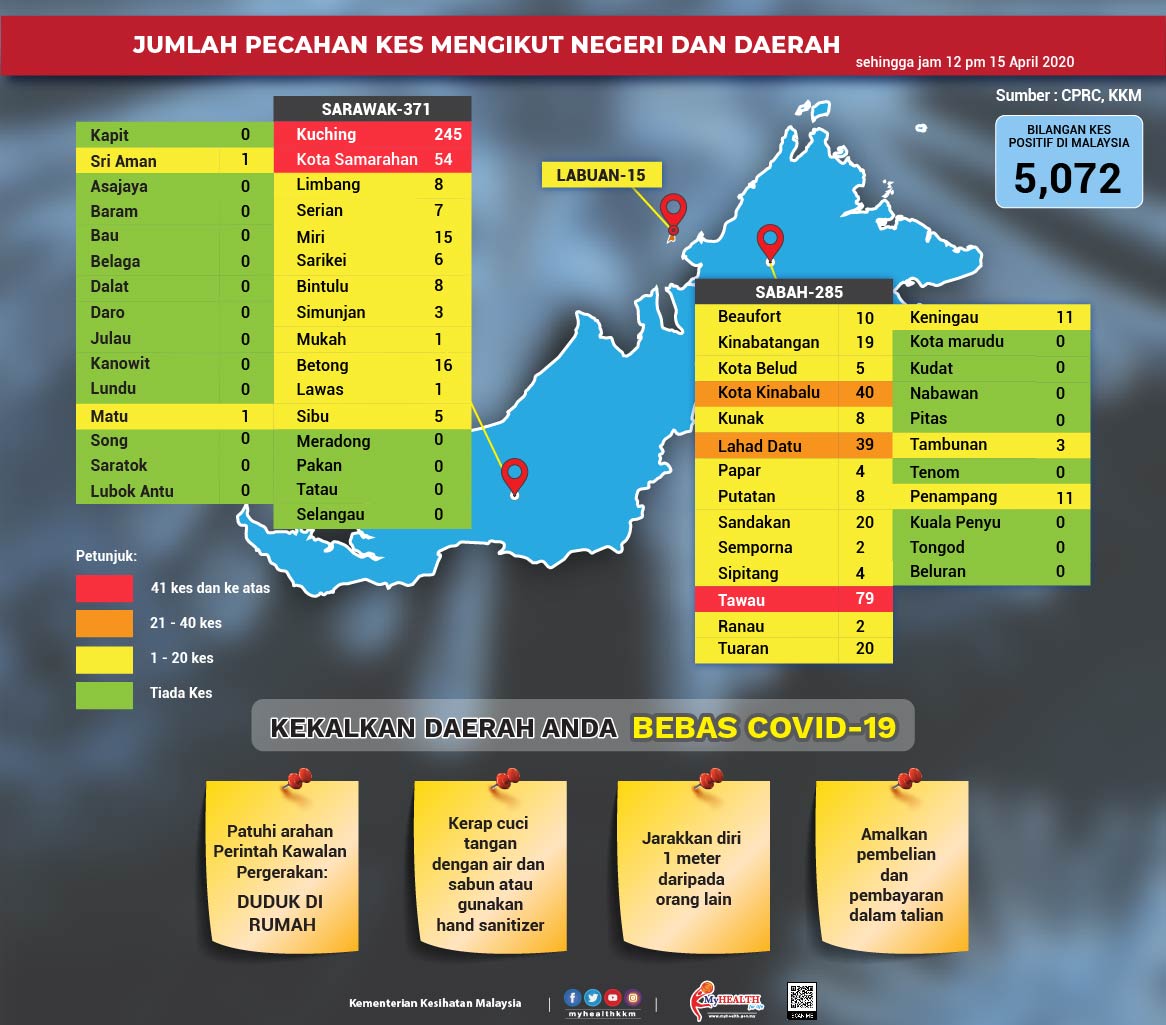 JUMLAH PECAHAN KES MENGIKUT NEGERI DAN DAERAH
sehingga jam 12 pm 15 April 2020
Sumber : CPRC, KKM
BILANGAN KES
POSITIF DI MALAYSIA
5,072
SARAWAK-371
Kapit 0
Sri Aman 1
Asajaya 0
Baram 0
Bau 0
Belaga 0
Dalat 0
Daro 0
Julau 0
Kanowit 0
Lundu 0
Matu 1
Song 0
Saratok 0
Lubok Antu 0
Kuching 245
Kota Samarahan 54
Limbang 8
Serian 7
Miri 15
Sarikei 6
Bintulu 8
Simunjan 3
Mukah 1
Betong 16
Lawas 1
Sibu 5
Meradong 0
Pakan 0
Tatau 0
Selangau 0
LABUAN-15
SABAH-285
Beaufort 10
Kinabatangan 19
Kota Belud 5
Kota Kinabalu 40
Kunak 8
Lahad Datu 39
Papar 4
Putatan 8
Sandakan 20
Semporna 2
Sipitang 4
Tawau 79
Ranau 2
Tuaran 20
Keningau 11
Kota marudu 0
Kudat 0
Nabawan 0
Pitas 0
Tambunan 3
Tenom 0
Penampang 11
Kuala Penyu 0
Tongod 0
Beluran 0
Petunjuk:
41 kes dan ke atas
21 - 40 kes
1 - 20 kes
Tiada Kes
KEKALKAN DAERAH ANDA BEBAS COVID-19
Patuhi arahan
Perintah Kawalan
Pergerakan:
DUDUK DI
RUMAH
Kerap cuci
tangan
dengan air dan
sabun atau
gunakan
hand sanitizer
Jarakkan diri
1 meter
daripada
orang lain
Amalkan
pembelian
dan
pembayaran
dalam talian
Kementerian Kesihatan Malaysia
myhealthkkm
MyHEALTH
for life
www.myhealth.gov.my
SCAN ME